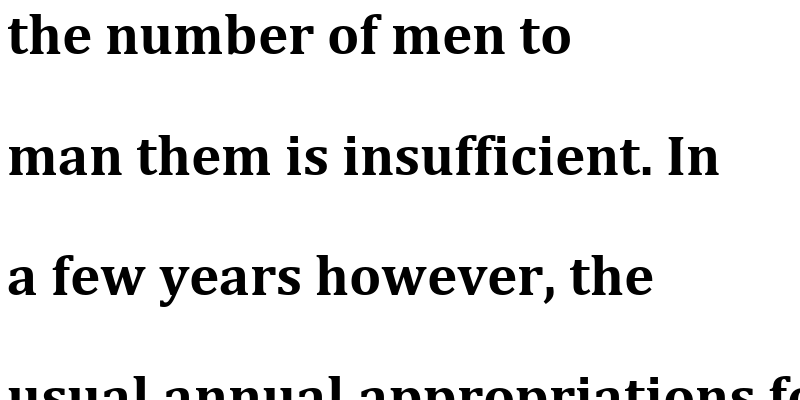 the number of men to
man them is insufficient. In
a few years however, the
usual annual appropriations